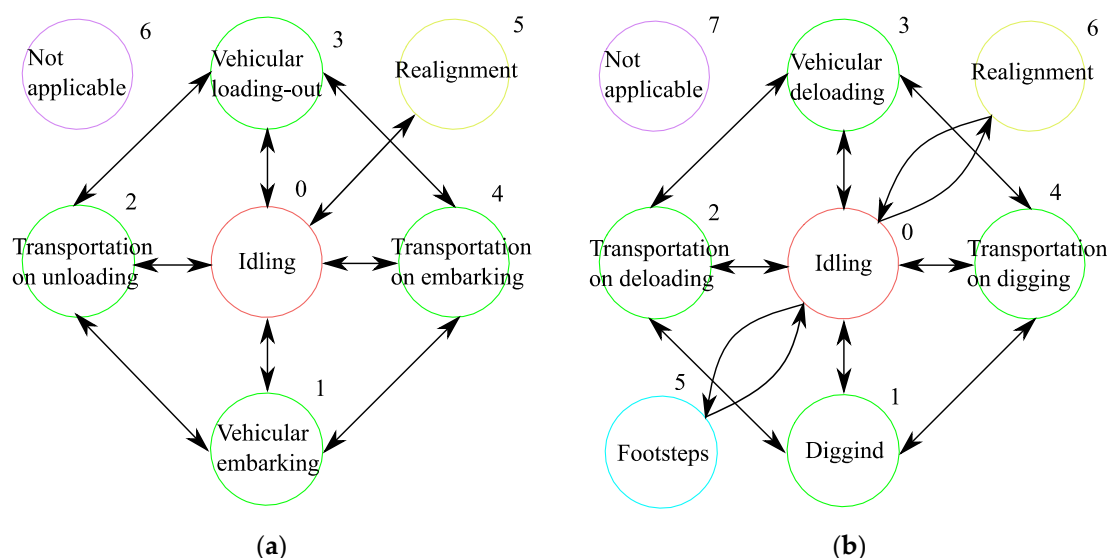 6
Not
applicable
3
Vehicular
loading-out
5
Realignment
2
Transportation
on unloading
0
Idling
4
Transportation
on embarking
1
Vehicular
embarking
(a)
7
Not
applicable
3
Vehicular
deloading
6
Realignment
2
Transportation
on deloading
0
Idling
4
Transportation
on digging
5
Footsteps
1
Diggind
(b)